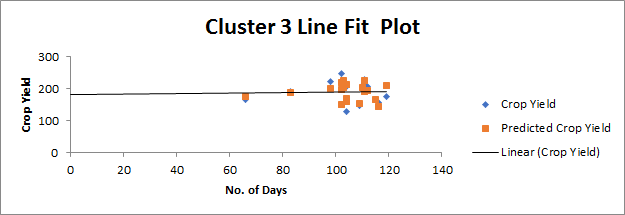 Cluster 3 Line Fit  Plot
300
200
100
0
Crop Yield
0 20 40 60 80 100 120 140
No. of Days
Crop Yield
Predicted Crop Yield
Linear (Crop Yield)